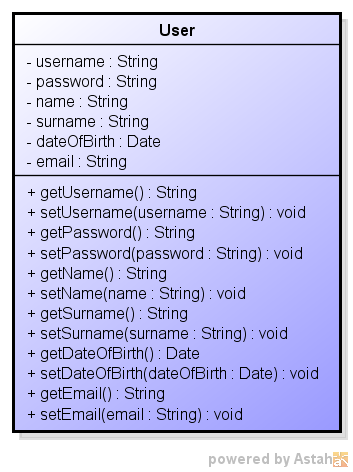 User
- username : String
- password : String
- name : String
- surname : String
- dateOfBirth : Date
- email : String
+ getUsername() : String
+ setUsername(username : String) : void
+ getPassword() : String
+ setPassword(password : String) : void
+ getName() : String
+ setName(name : String) : void
+ getSurname() : String
+ setSurname(surname : String) : void
+ getDateOfBirth() : Date
+ setDateOfBirth(dateOfBirth : Date) : void
+ getEmail() : String
+ setEmail(email : String) : void
powered by Astah